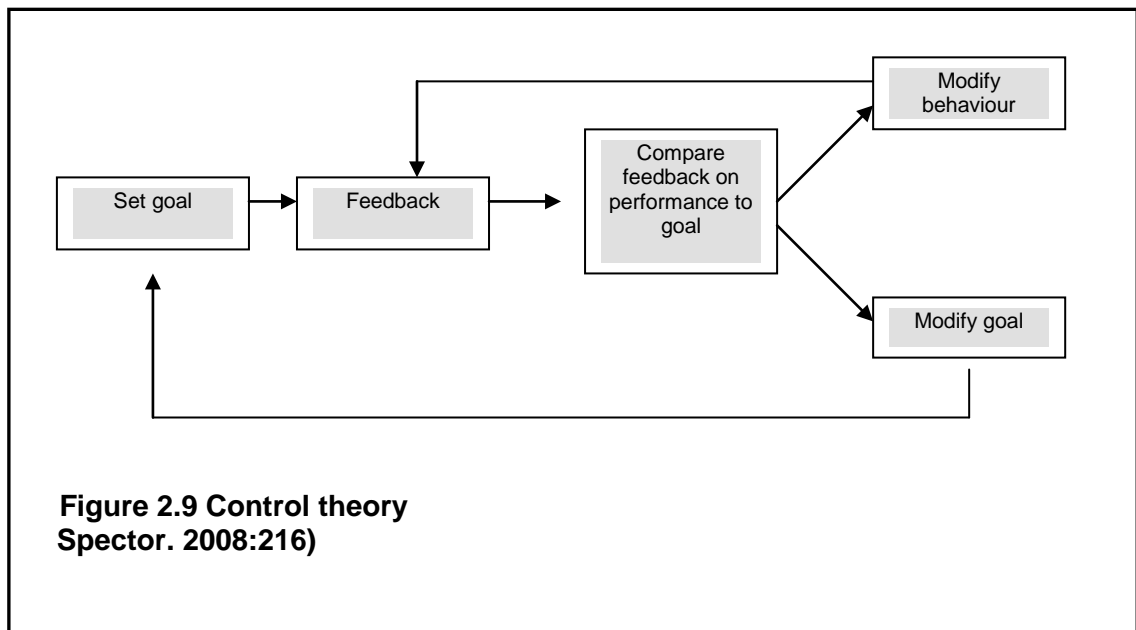 Modify
behaviour
Set goal
Feedback
Compare
feedback on
performance to
goal
Modify goal
Figure 2.9 Control theory
Spector. 2008:216)